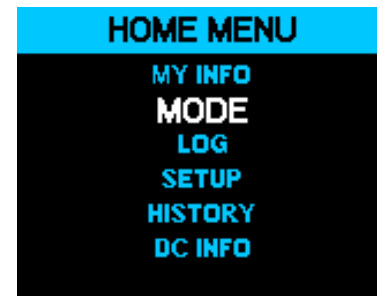 HOME MENU
MY INFO
MODE
LOG
SETUP
HISTORY
DC INFO